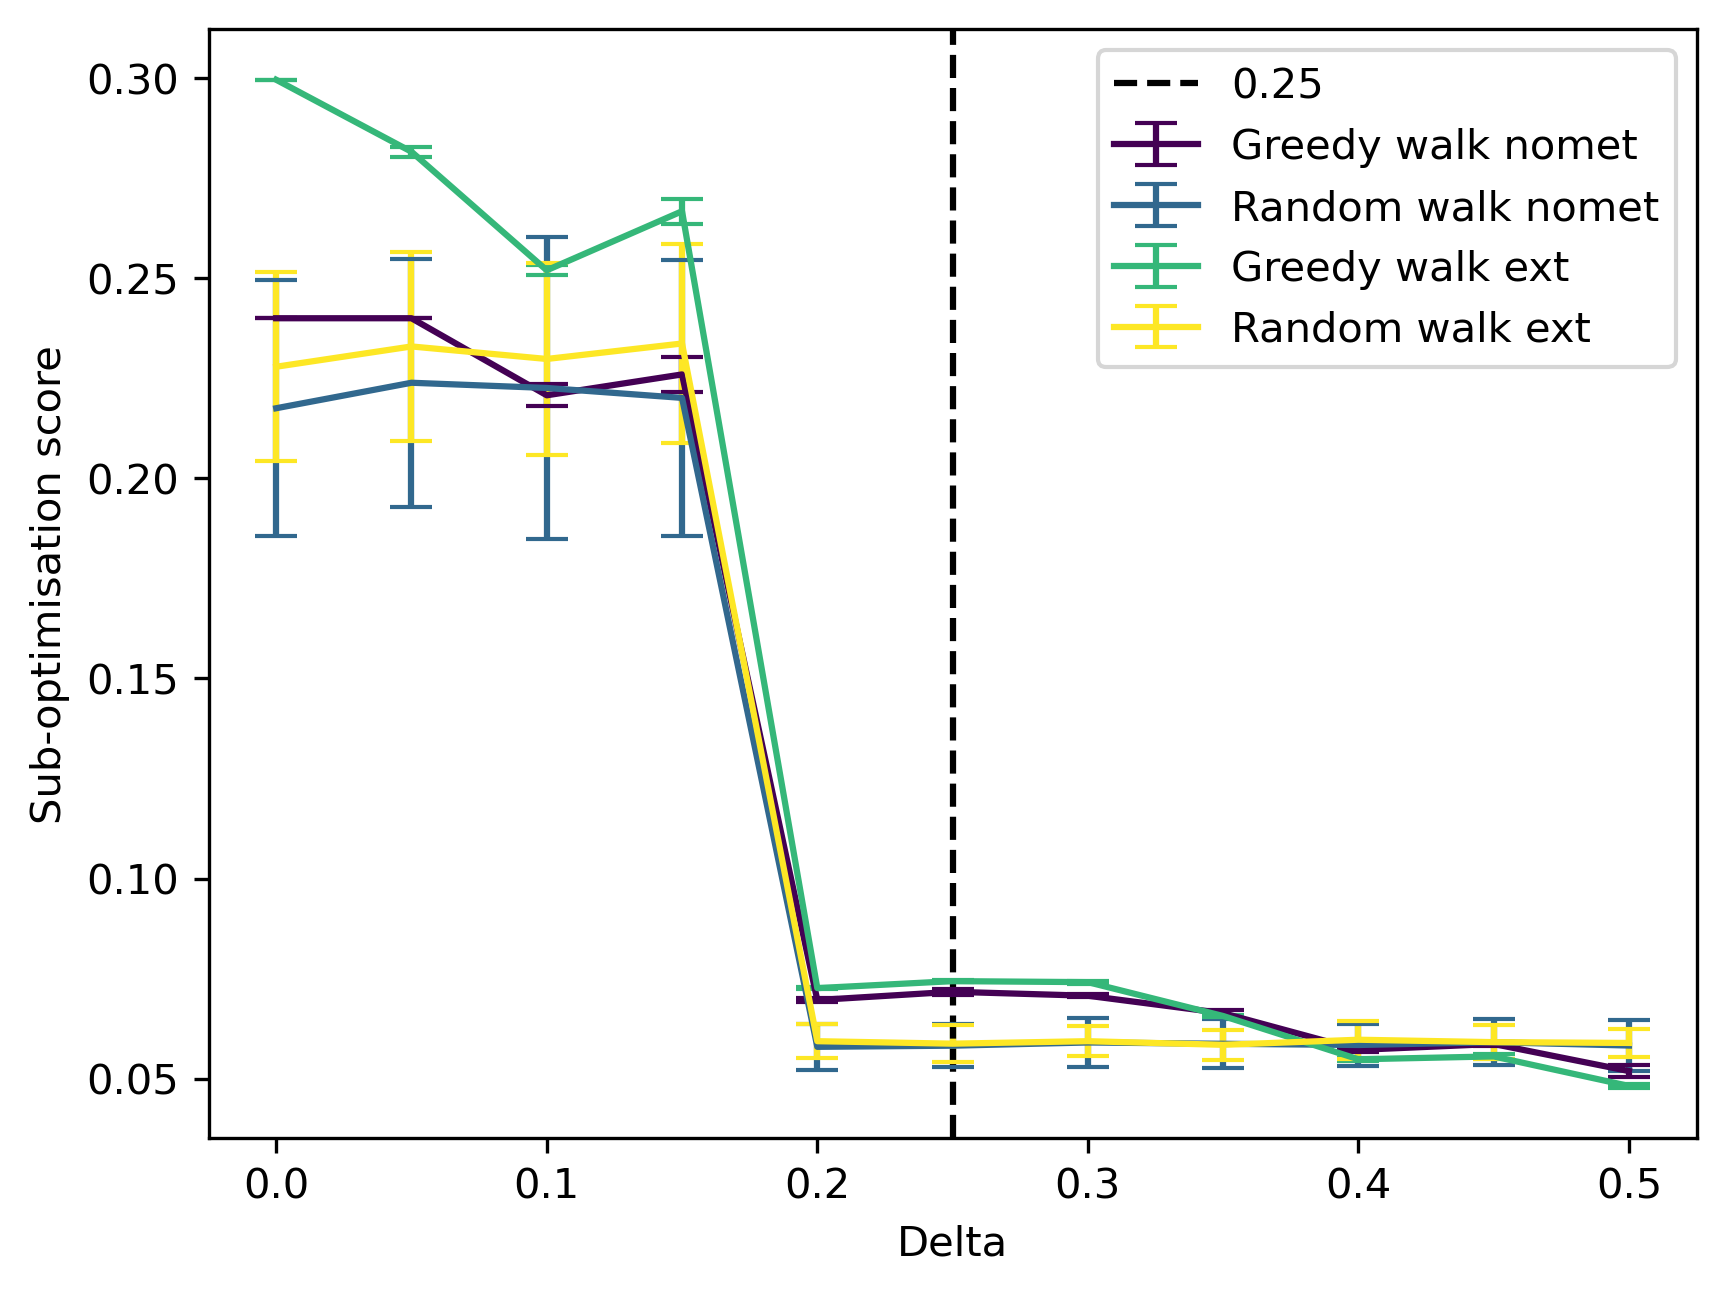 0.30
0.25
0.20
0.15
0.10
0.05
Sub-optimisation score
0.0
0.1
0.2
0.3
0.4
0.5
Delta
0.25
Greedy walk nomet
Random walk nomet
Greedy walk ext
Random walk ext